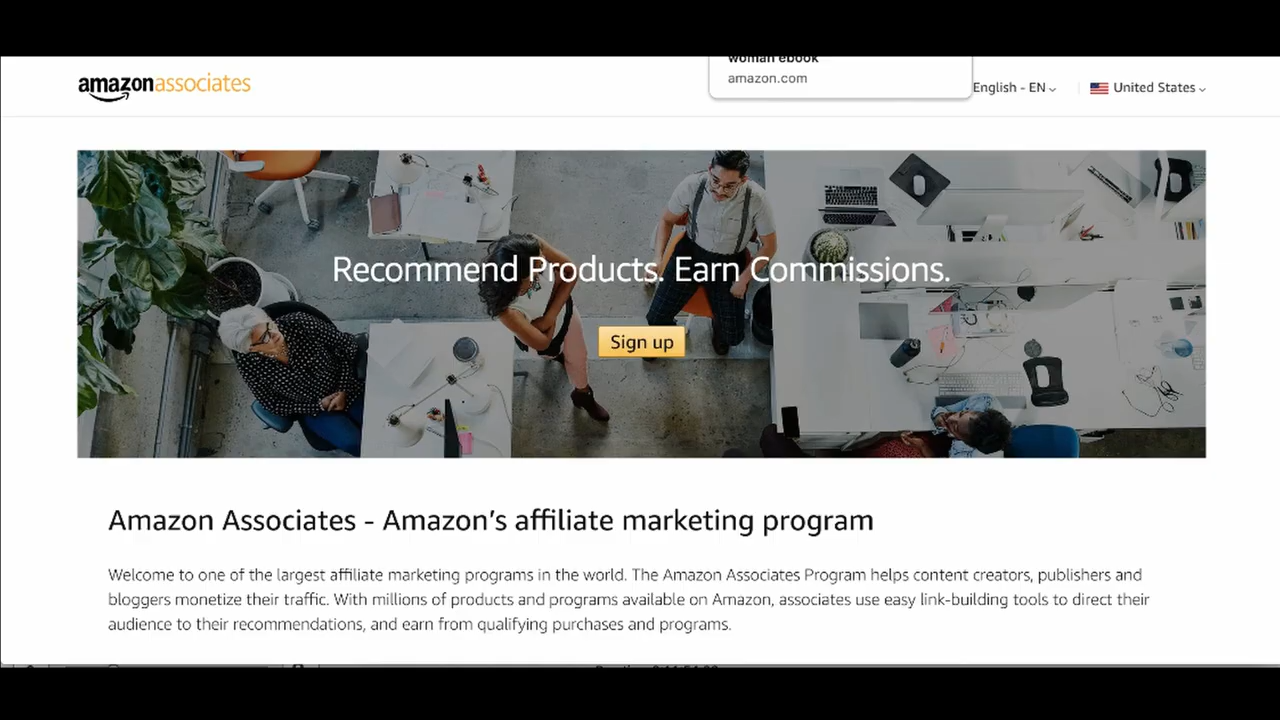 woman ebook
amazon.com
amazonassociates
English - EN
United States
Recommend Products. Earn Commissions.
Sign up
Amazon Associates - Amazon’s affiliate marketing program
Welcome to one of the largest affiliate marketing programs in the world. The Amazon Associates Program helps content creators, publishers and
bloggers monetize their traffic. With millions of products and programs available on Amazon, associates use easy link-building tools to direct their
audience to their recommendations, and earn from qualifying purchases and programs.